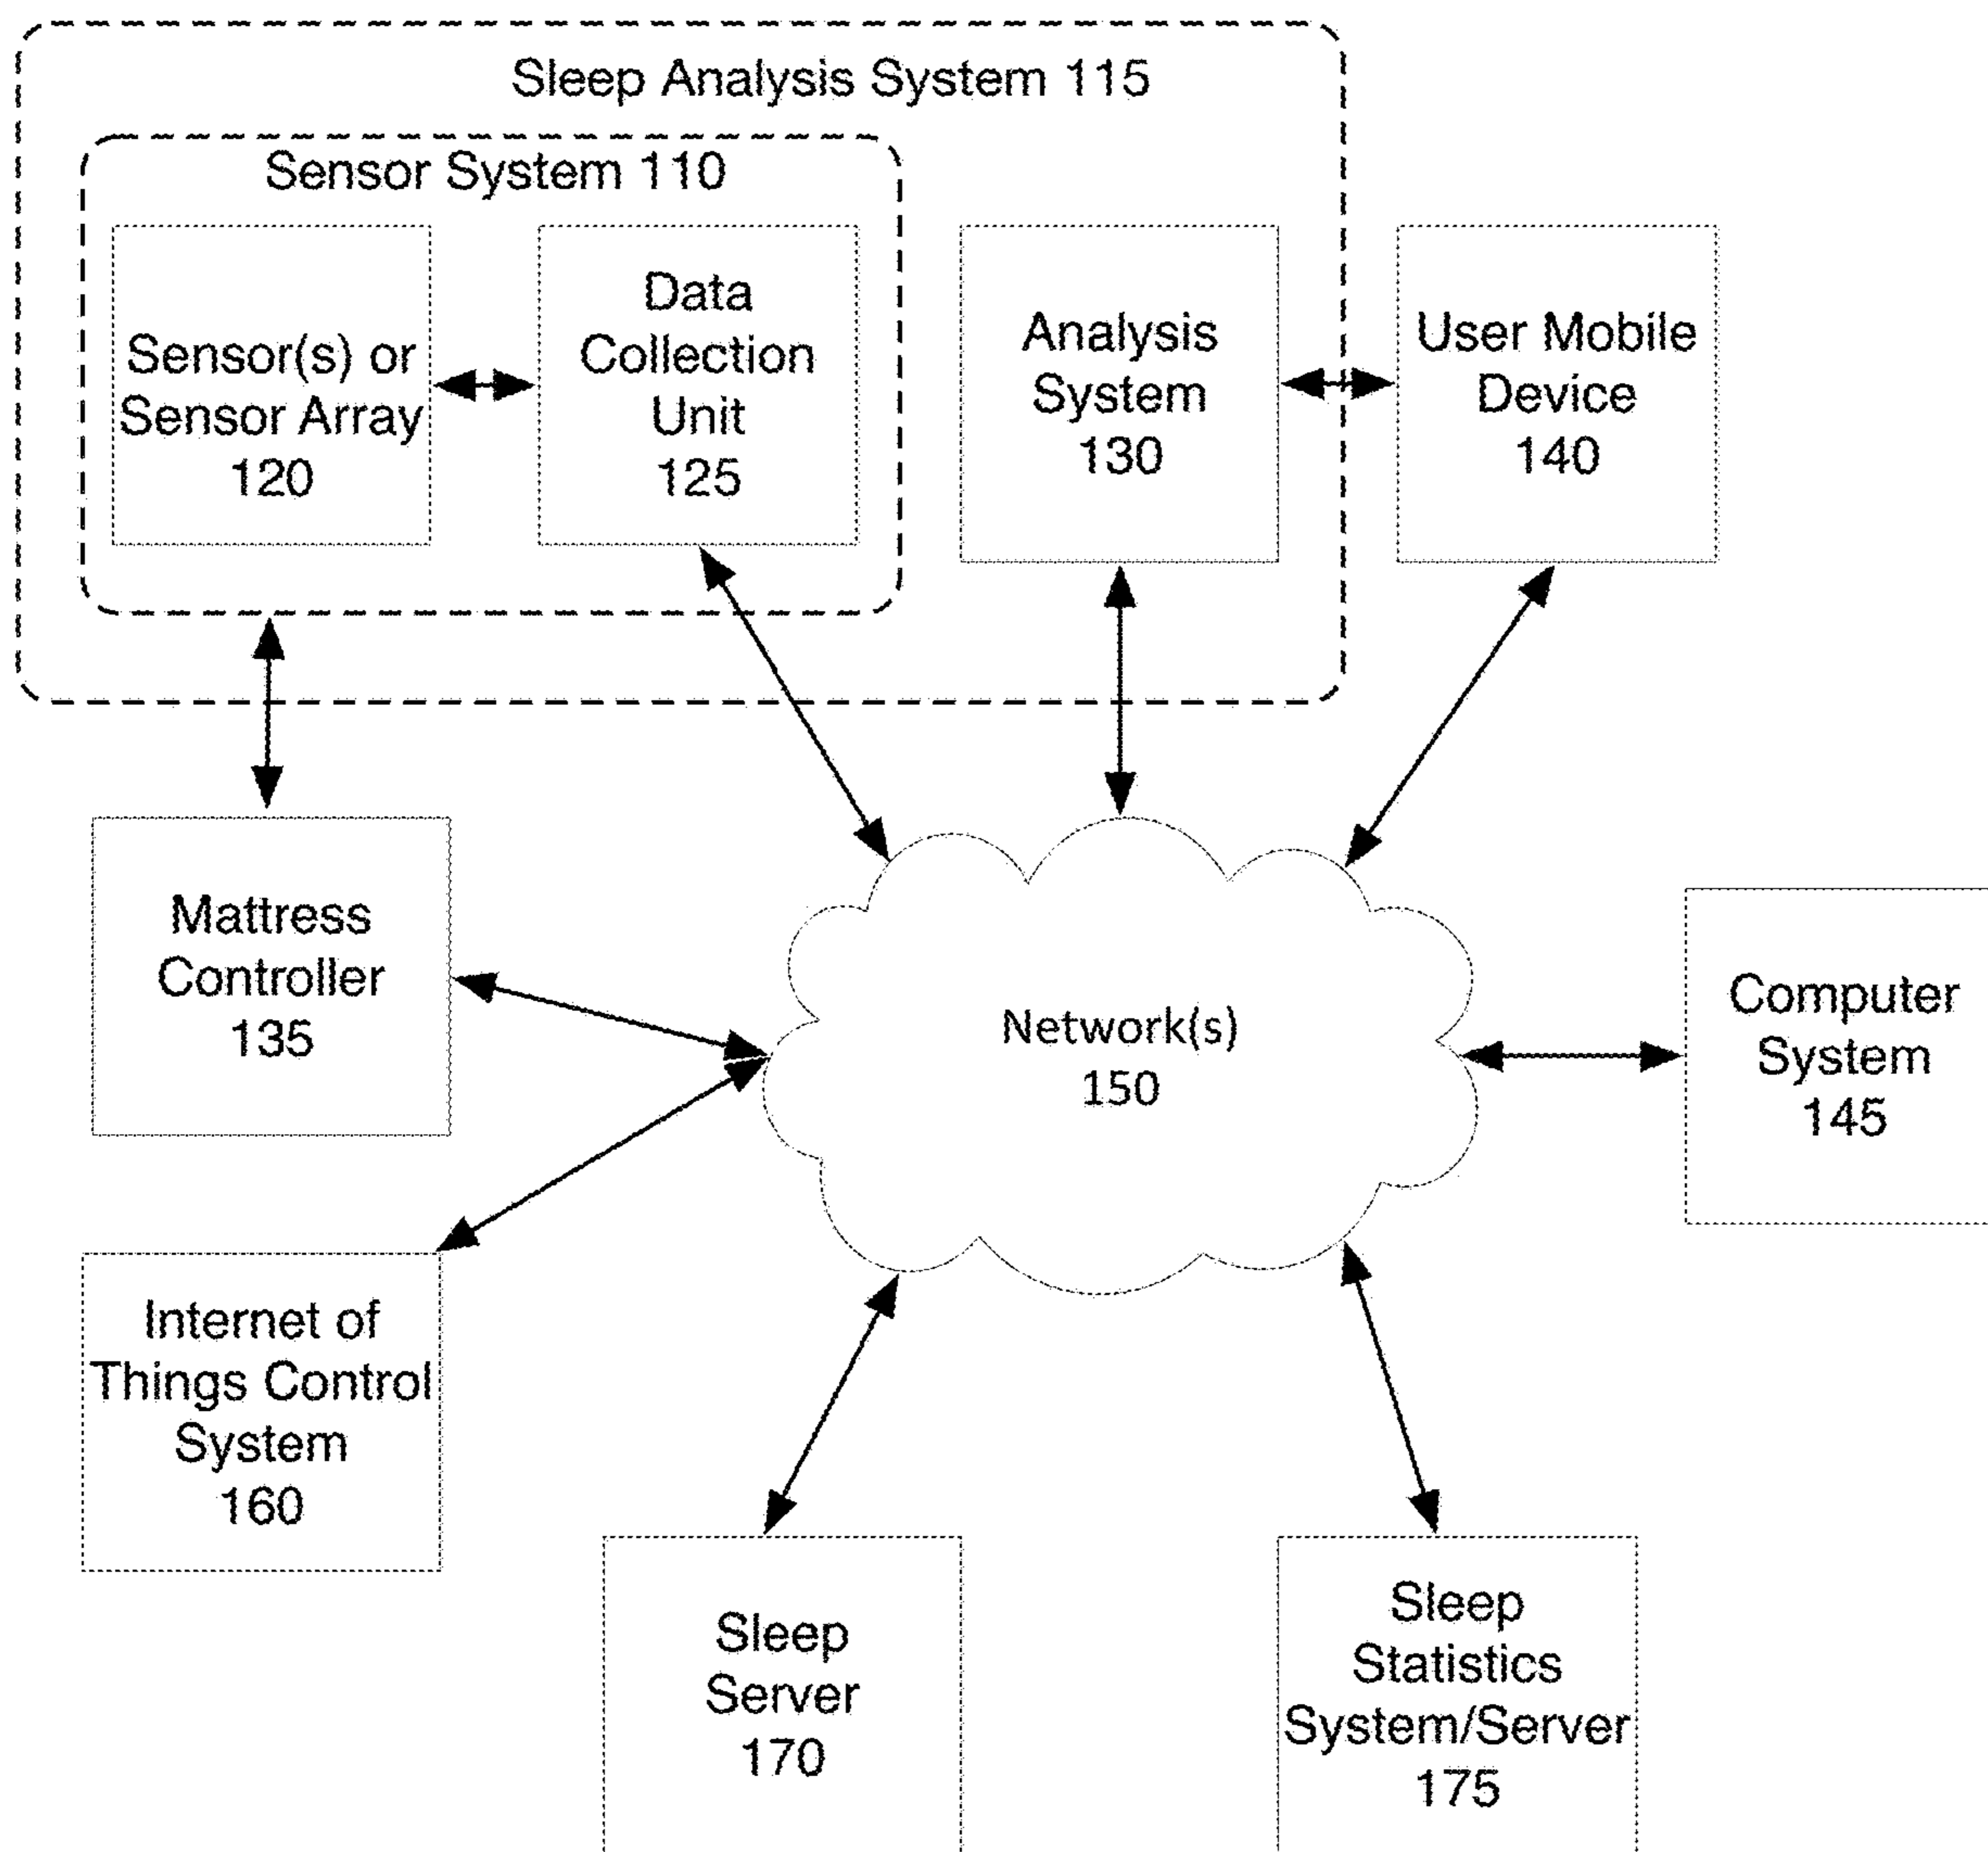 Sleep Analysis System 115
Sensor System 110
Sensor(s) or
Sensor Array
120
Data
Collection
Unit
125
Analysis
System
130
User Mobile
Device
140
Mattress
Controller
135
Network(s)
150
Computer
System
145
Internet of
Things Control
System
160
Sleep
Server
170
Sleep
Statistics
System/Server
175